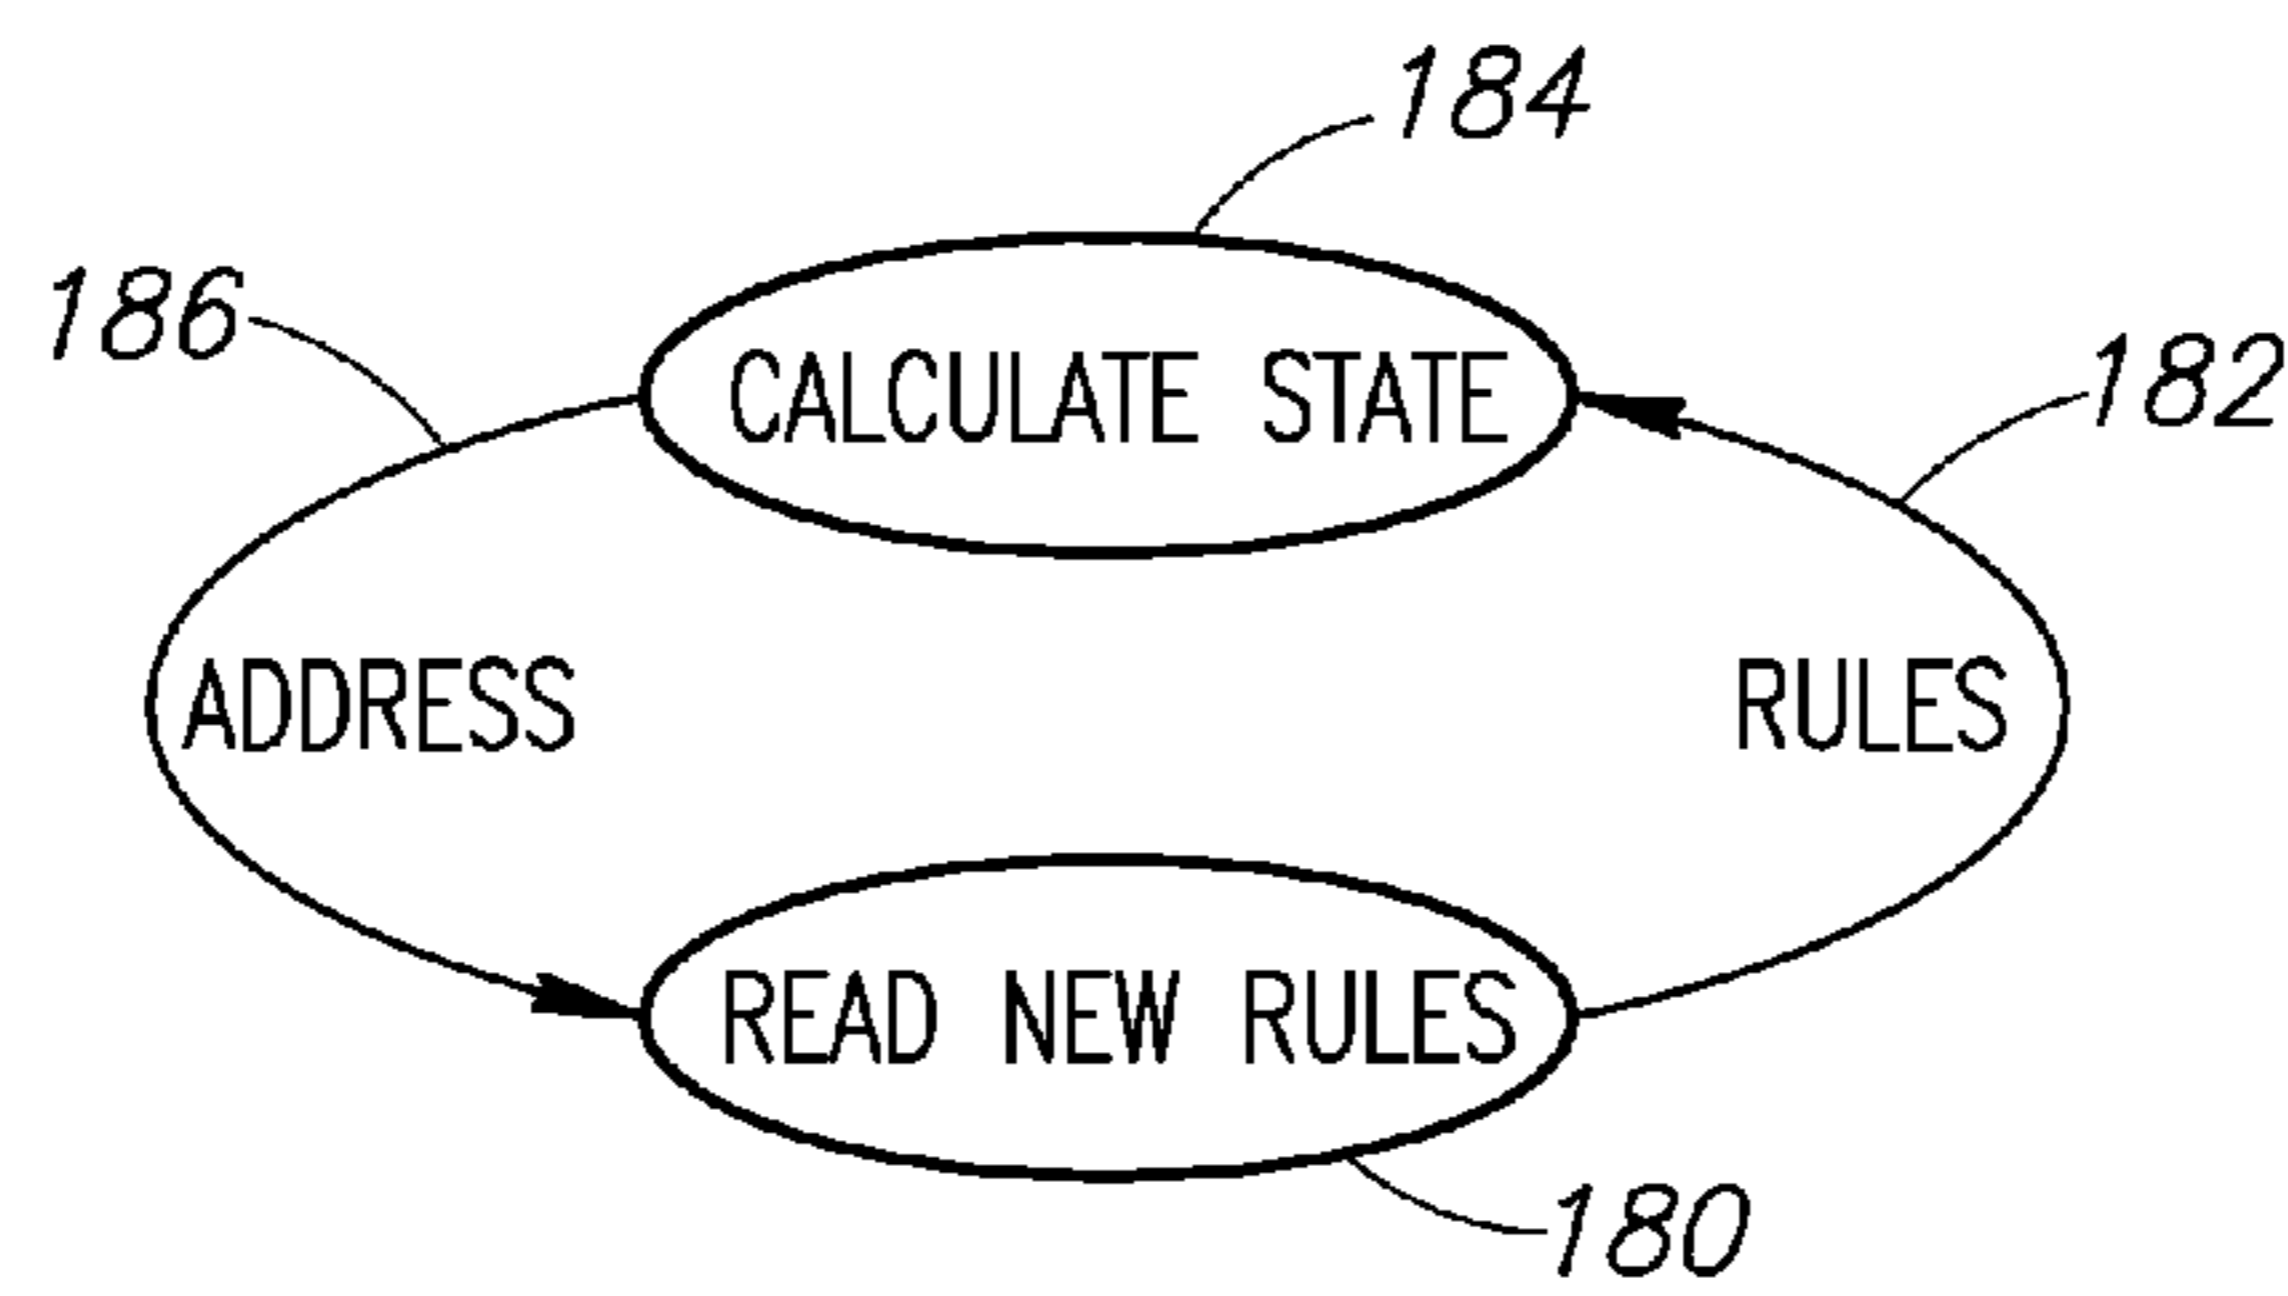 184
186
CALCULATE STATE
182
ADDRESS
RULES
READ NEW RULES
180